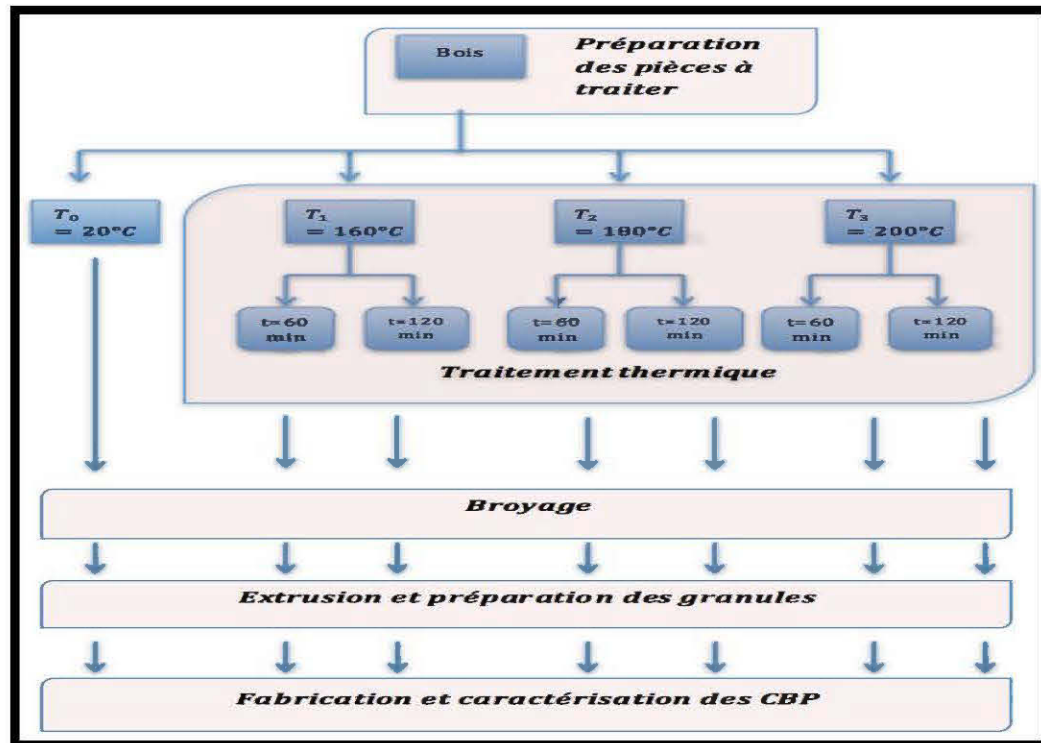 Bois
Préparation
des pièces à
traiter
T₀
= 20°C
T₁
= 160°C
T₂
= 180°C
T₃
= 200°C
t=60
min
t=120
min
t=60
min
t=120
min
t=60
min
t=120
min
Traitement thermique
Broyage
Extrusion et préparation des granules
Fabrication et caractérisation des CBP